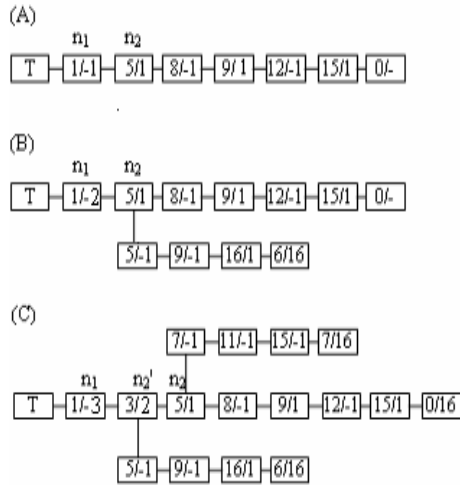 (A)
n₁ n₂
T 1/-1 5/1 8/-1 9/1 12/-1 15/1 0/-
(B)
n₁ n₂
T 1/-2 5/1 8/-1 9/1 12/-1 15/1 0/-
5/-1 9/-1 16/1 6/16
(C)
7/-1 11/-1 15/-1 7/16
n₁ n₂' n₂
T 1/-3 3/2 5/1 8/-1 9/1 12/-1 15/1 0/16
5/-1 9/-1 16/1 6/16